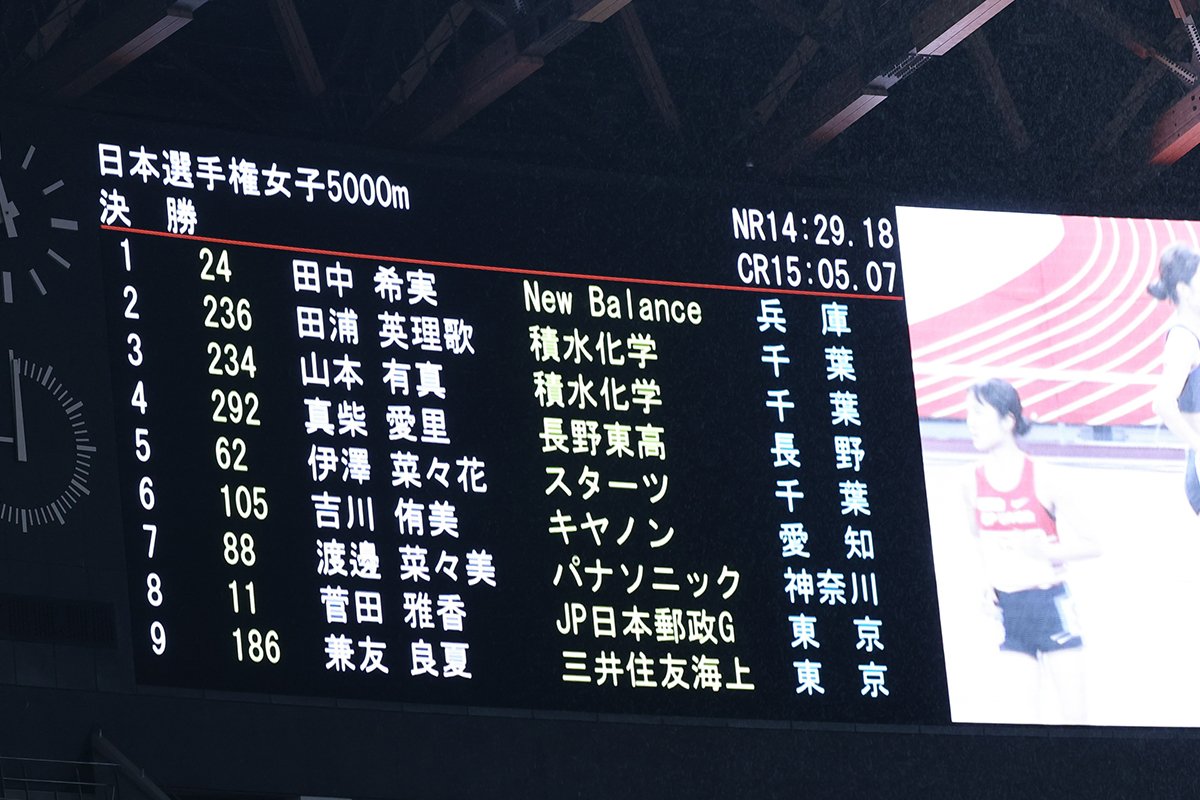 日本選手権女子5000m
決 勝 NR14:29.18
CR15:05.07
1 24 田中 希実 New Balance 兵 庫
2 236 田浦 英理歌 積水化学 千 葉
3 234 山本 有真 積水化学 千 葉
4 292 真柴 愛里 長野東高 長 野
5 62 伊澤 菜々花 スターツ 千 葉
6 105 吉川 侑美 キヤノン 愛 知
7 88 渡邊 菜々美 パナソニック 神奈川
8 11 菅田 雅香 JP日本郵政G 東 京
9 186 兼友 良夏 三井住友海上 東 京